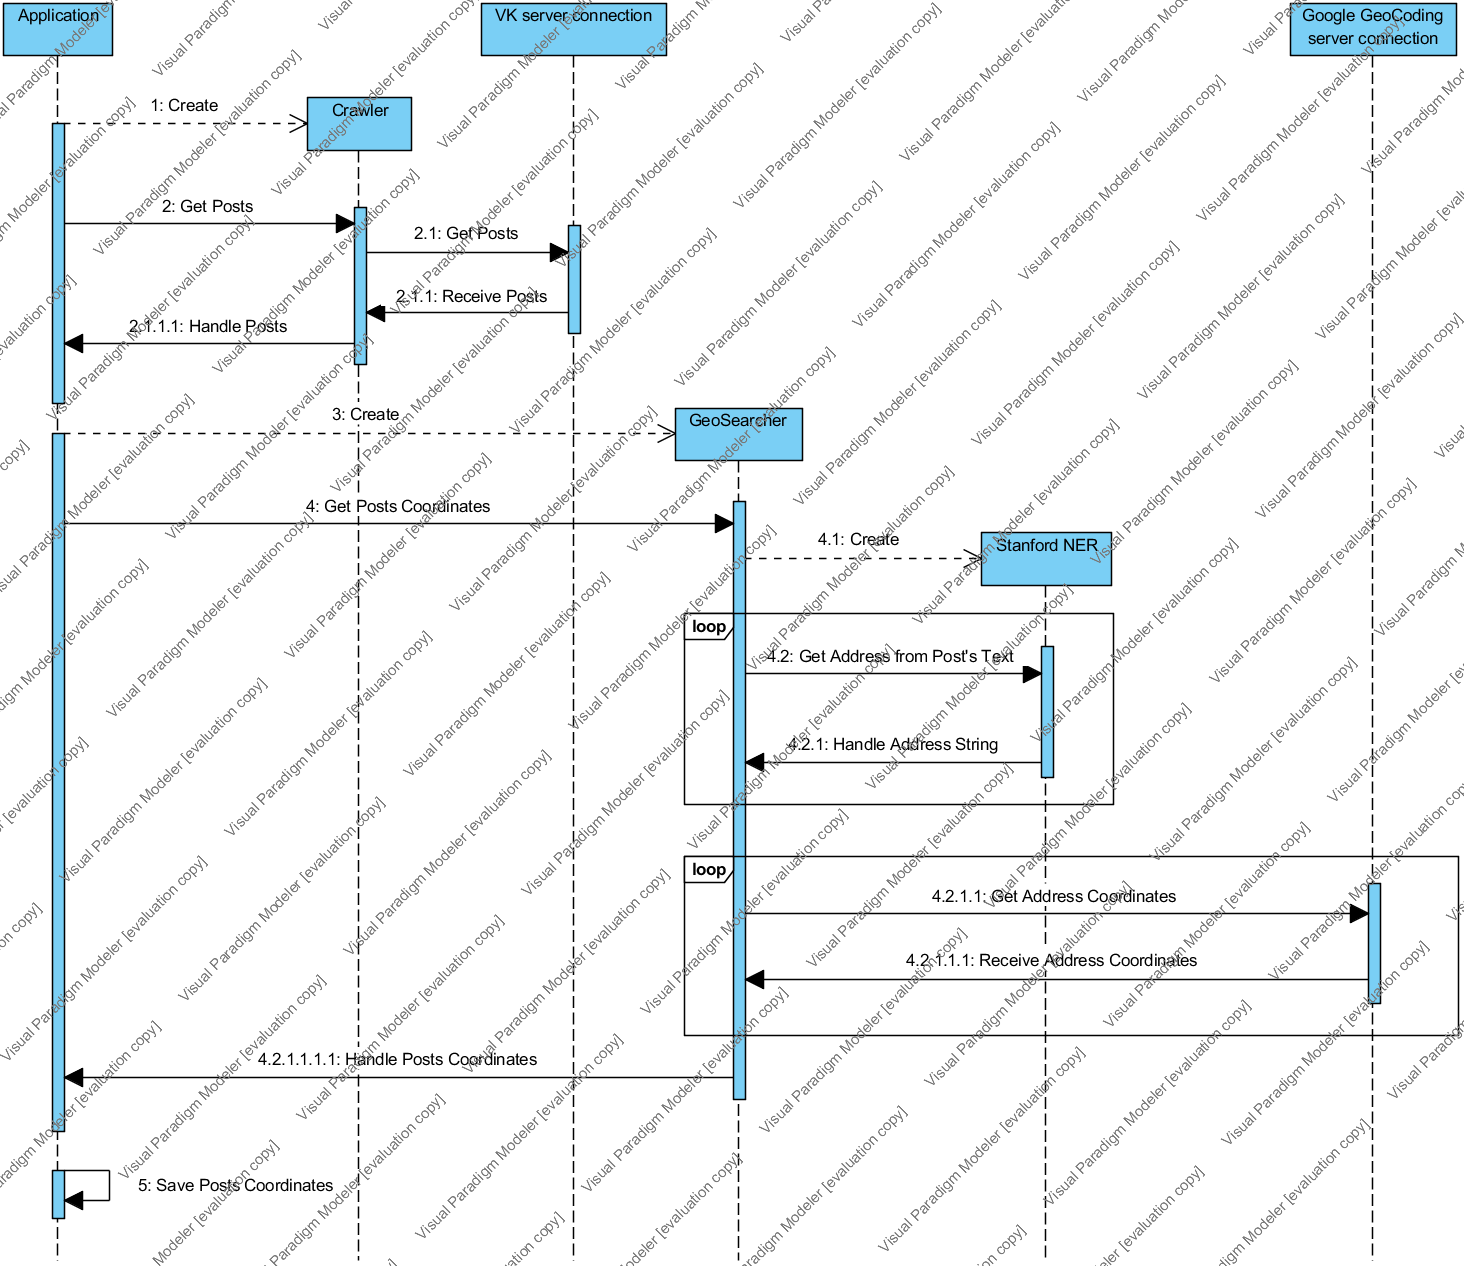 Application
VK server connection
Google GeoCoding
server connection
1: Create
Crawler
2: Get Posts
2.1: Get Posts
2.1.1: Receive Posts
2.1.1.1: Handle Posts
3: Create
GeoSearcher
4: Get Posts Coordinates
4.1: Create
Stanford NER
loop
4.2: Get Address from Post's Text
4.2.1: Handle Address String
loop
4.2.1.1: Get Address Coordinates
4.2.1.1.1: Receive Address Coordinates
4.2.1.1.1.1: Handle Posts Coordinates
5: Save Posts Coordinates
Visual Paradigm Modeler [evaluation copy]